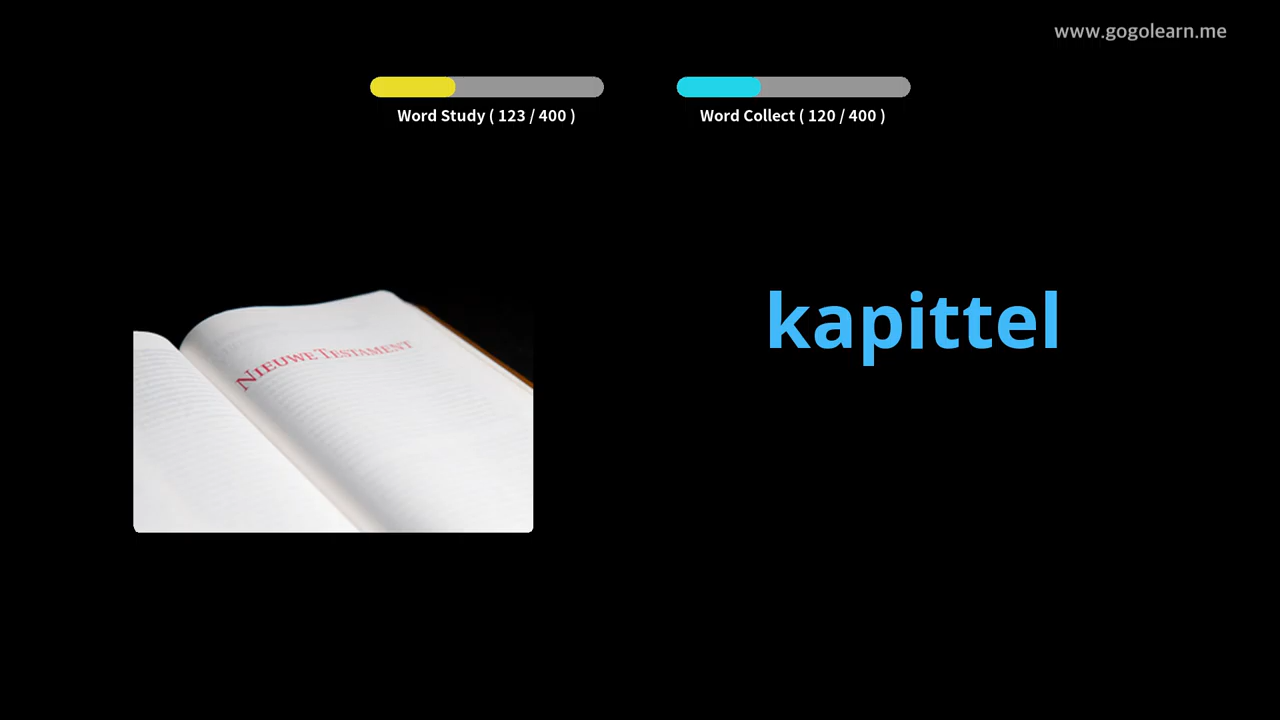 www.gogolearn.me
Word Study ( 123 / 400 )
Word Collect ( 120 / 400 )
kapittel
NIEUWE TESTAMENT